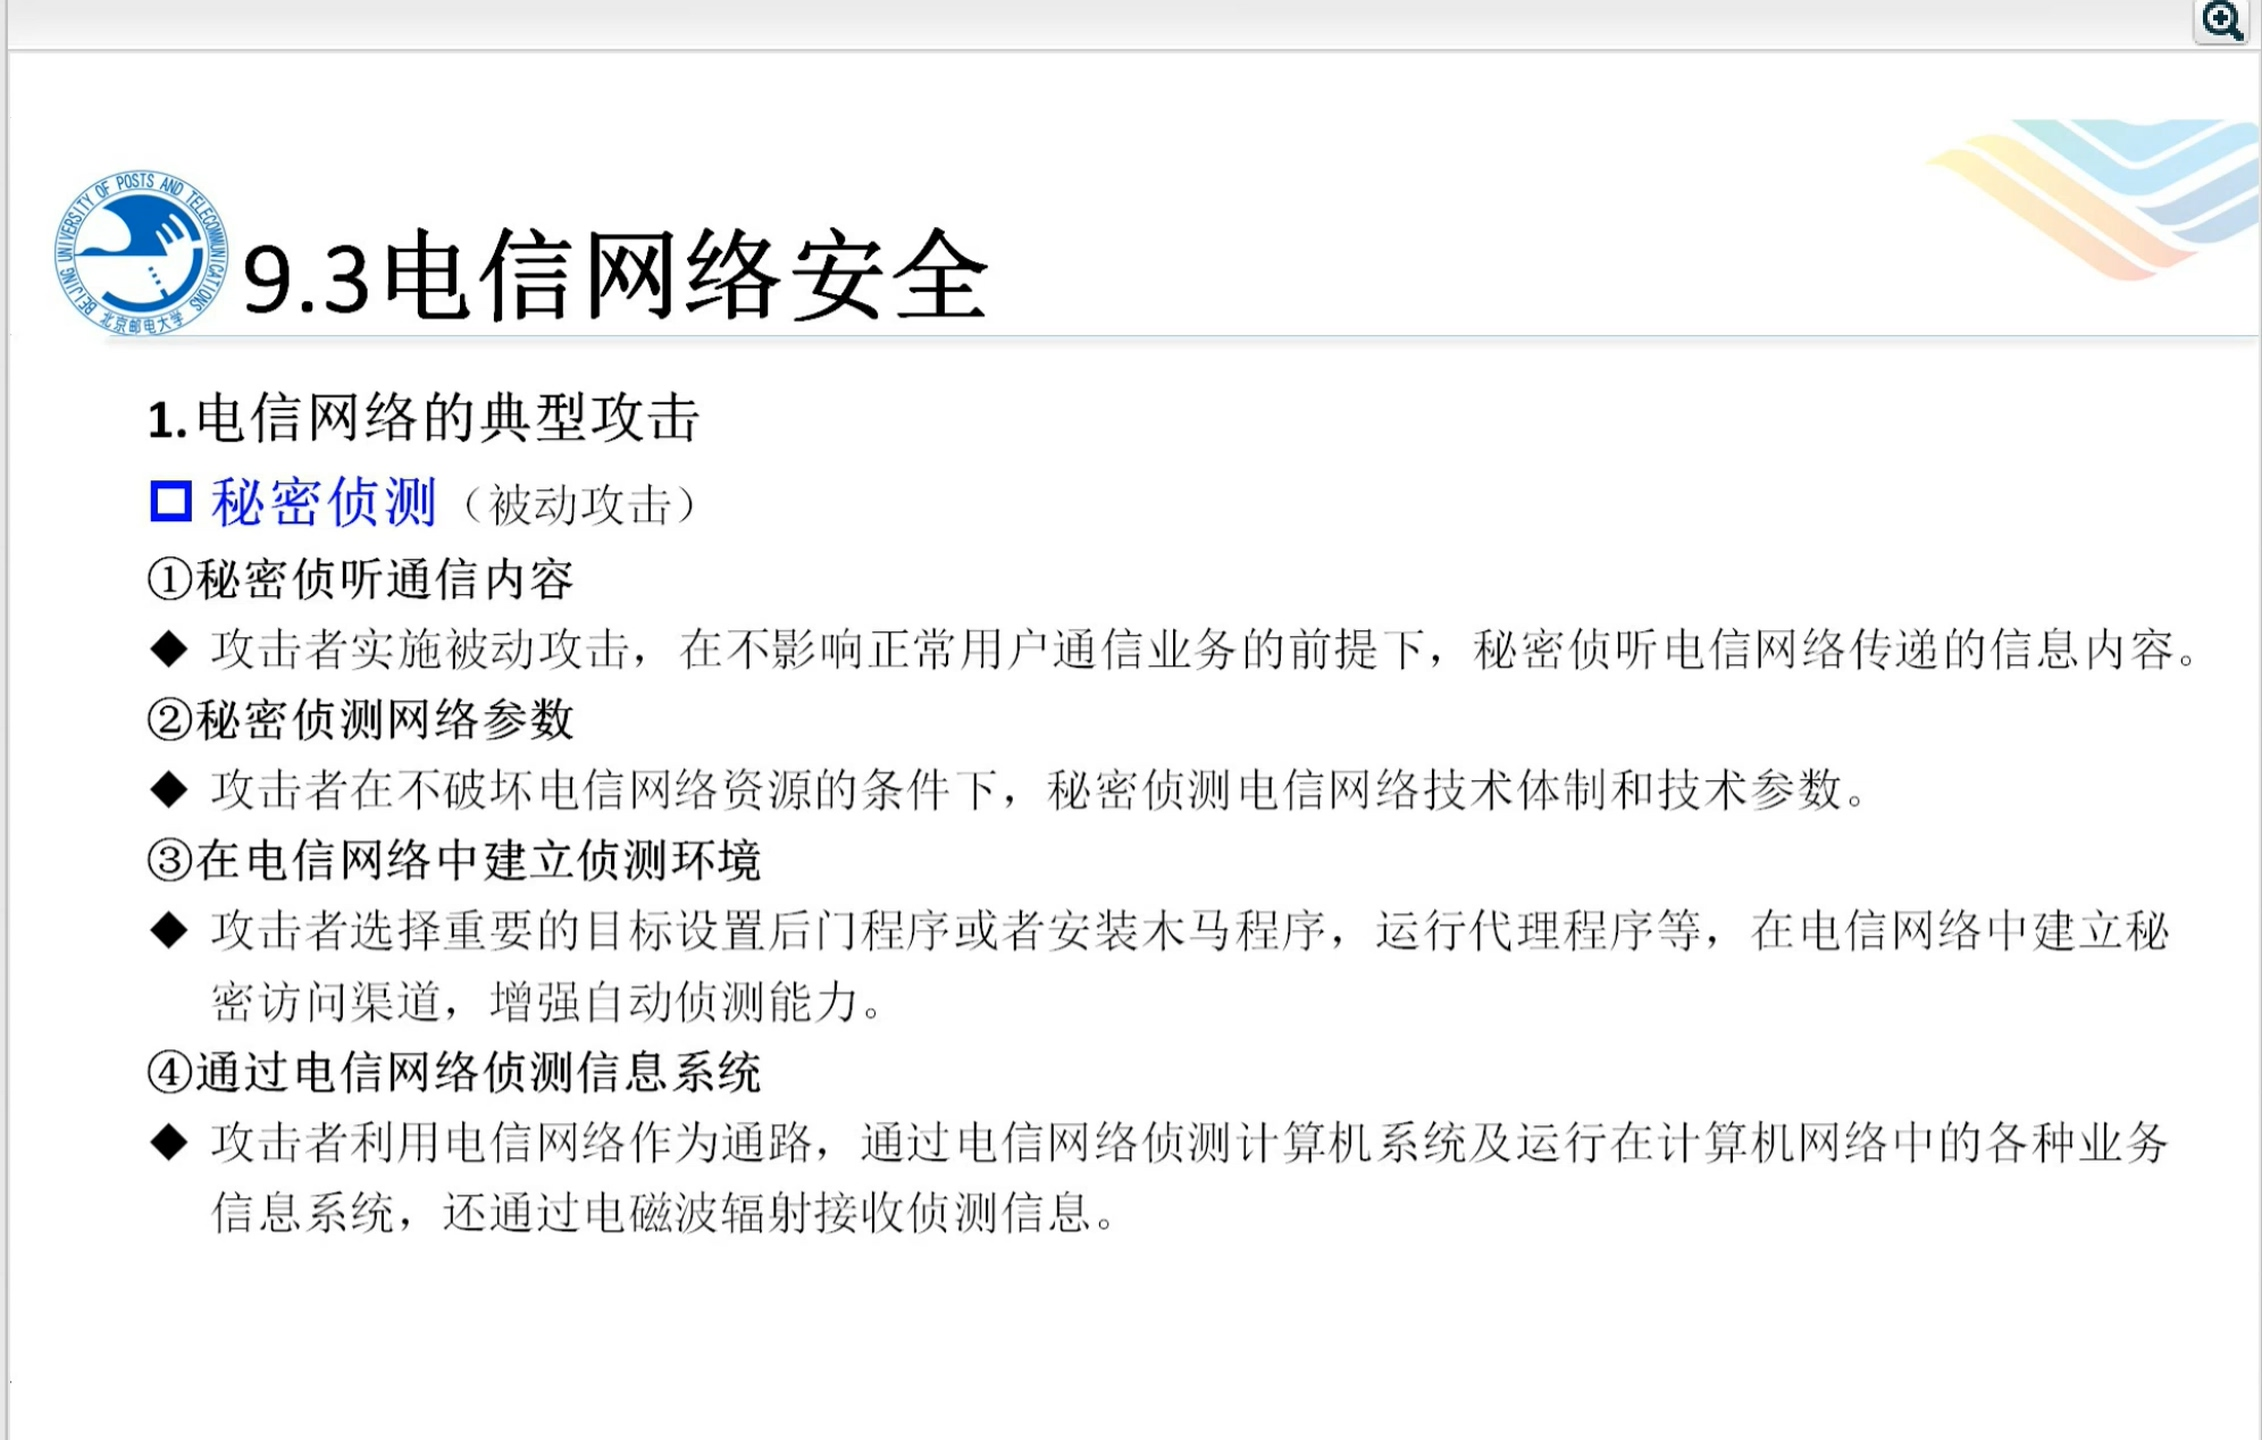 BEIJING UNIVERSITY OF POSTS AND TELECOMMUNICATIONS
北京邮电大学
9.3电信网络安全
1.电信网络的典型攻击
秘密侦测（被动攻击）
①秘密侦听通信内容
◆ 攻击者实施被动攻击，在不影响正常用户通信业务的前提下，秘密侦听电信网络传递的信息内容。
②秘密侦测网络参数
◆ 攻击者在不破坏电信网络资源的条件下，秘密侦测电信网络技术体制和技术参数。
③在电信网络中建立侦测环境
◆ 攻击者选择重要的目标设置后门程序或者安装木马程序，运行代理程序等，在电信网络中建立秘
密访问渠道，增强自动侦测能力。
④通过电信网络侦测信息系统
◆ 攻击者利用电信网络作为通路，通过电信网络侦测计算机系统及运行在计算机网络中的各种业务
信息系统，还通过电磁波辐射接收侦测信息。